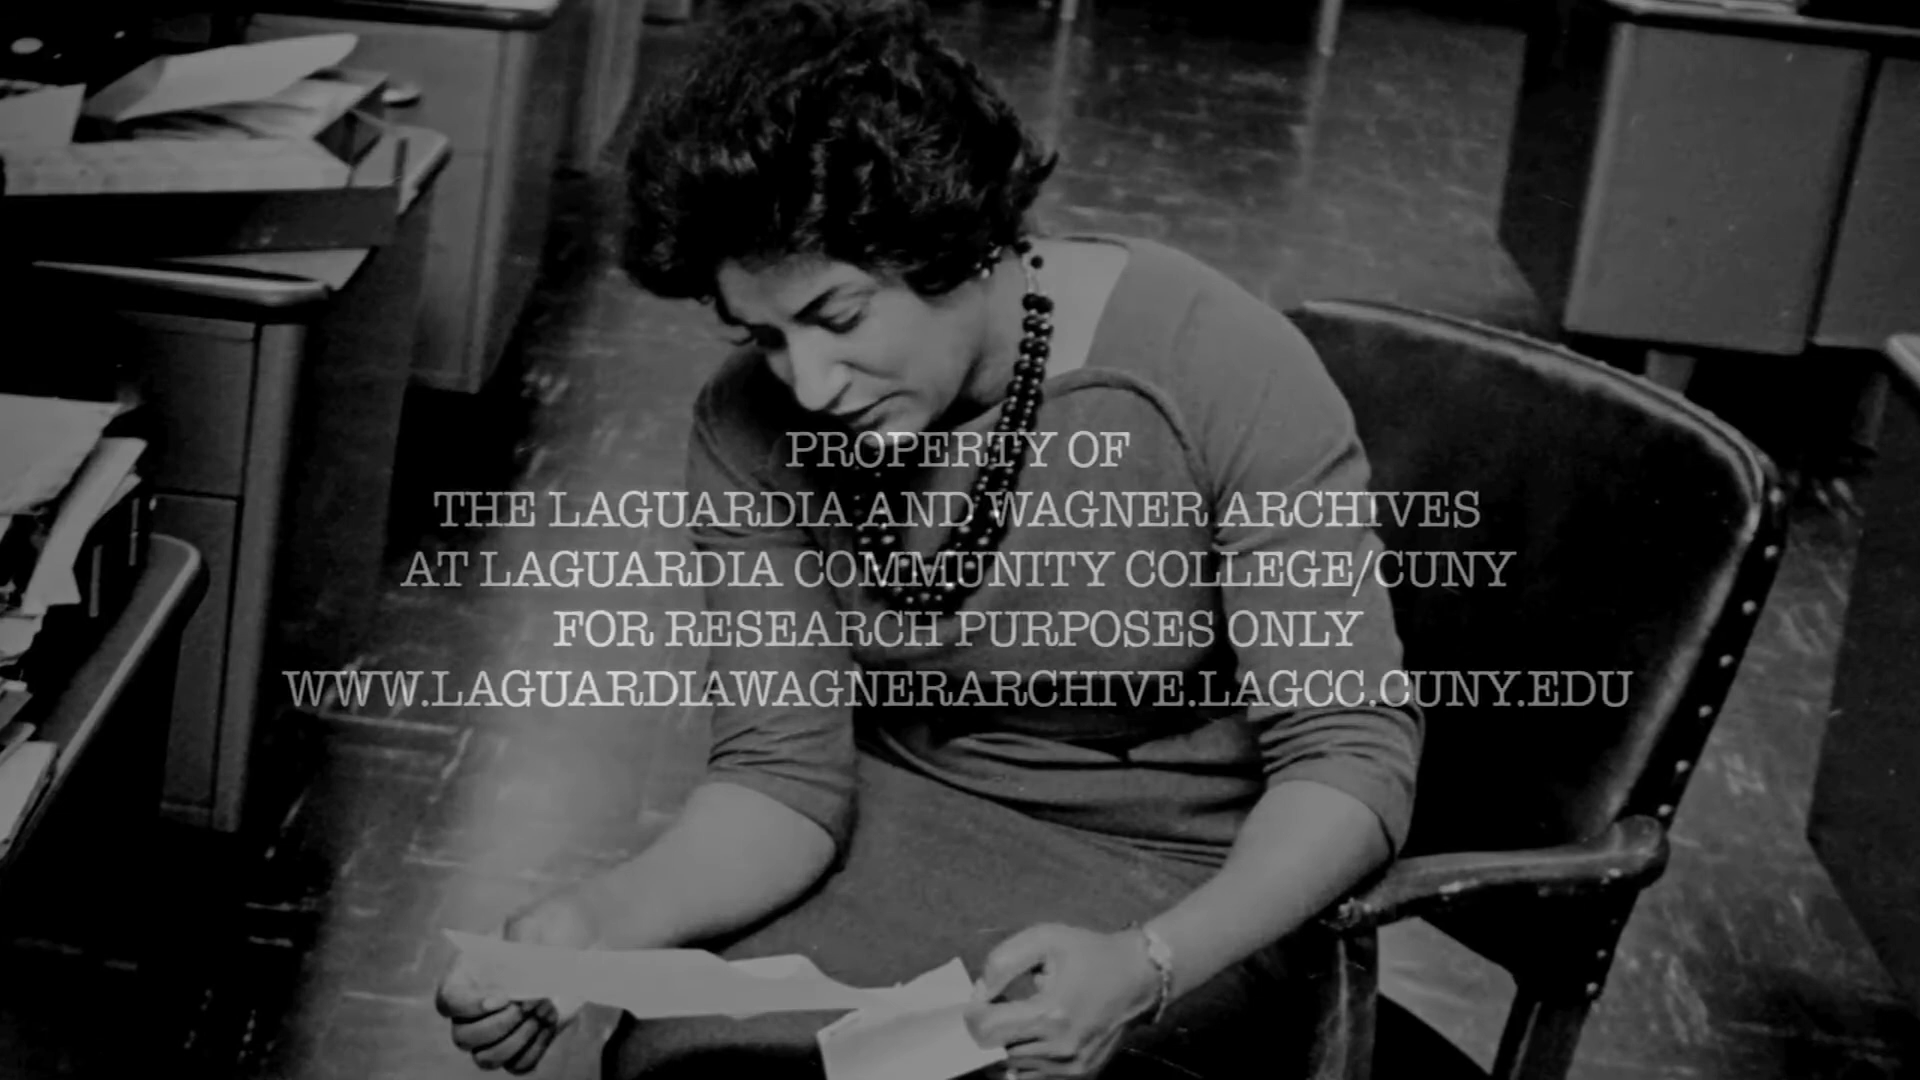 PROPERTY OF
THE LAGUARDIA AND WAGNER ARCHIVES
AT LAGUARDIA COMMUNITY COLLEGE/CUNY
FOR RESEARCH PURPOSES ONLY
WWW.LAGUARDIAWAGNERARCHIVE.LAGCC.CUNY.EDU